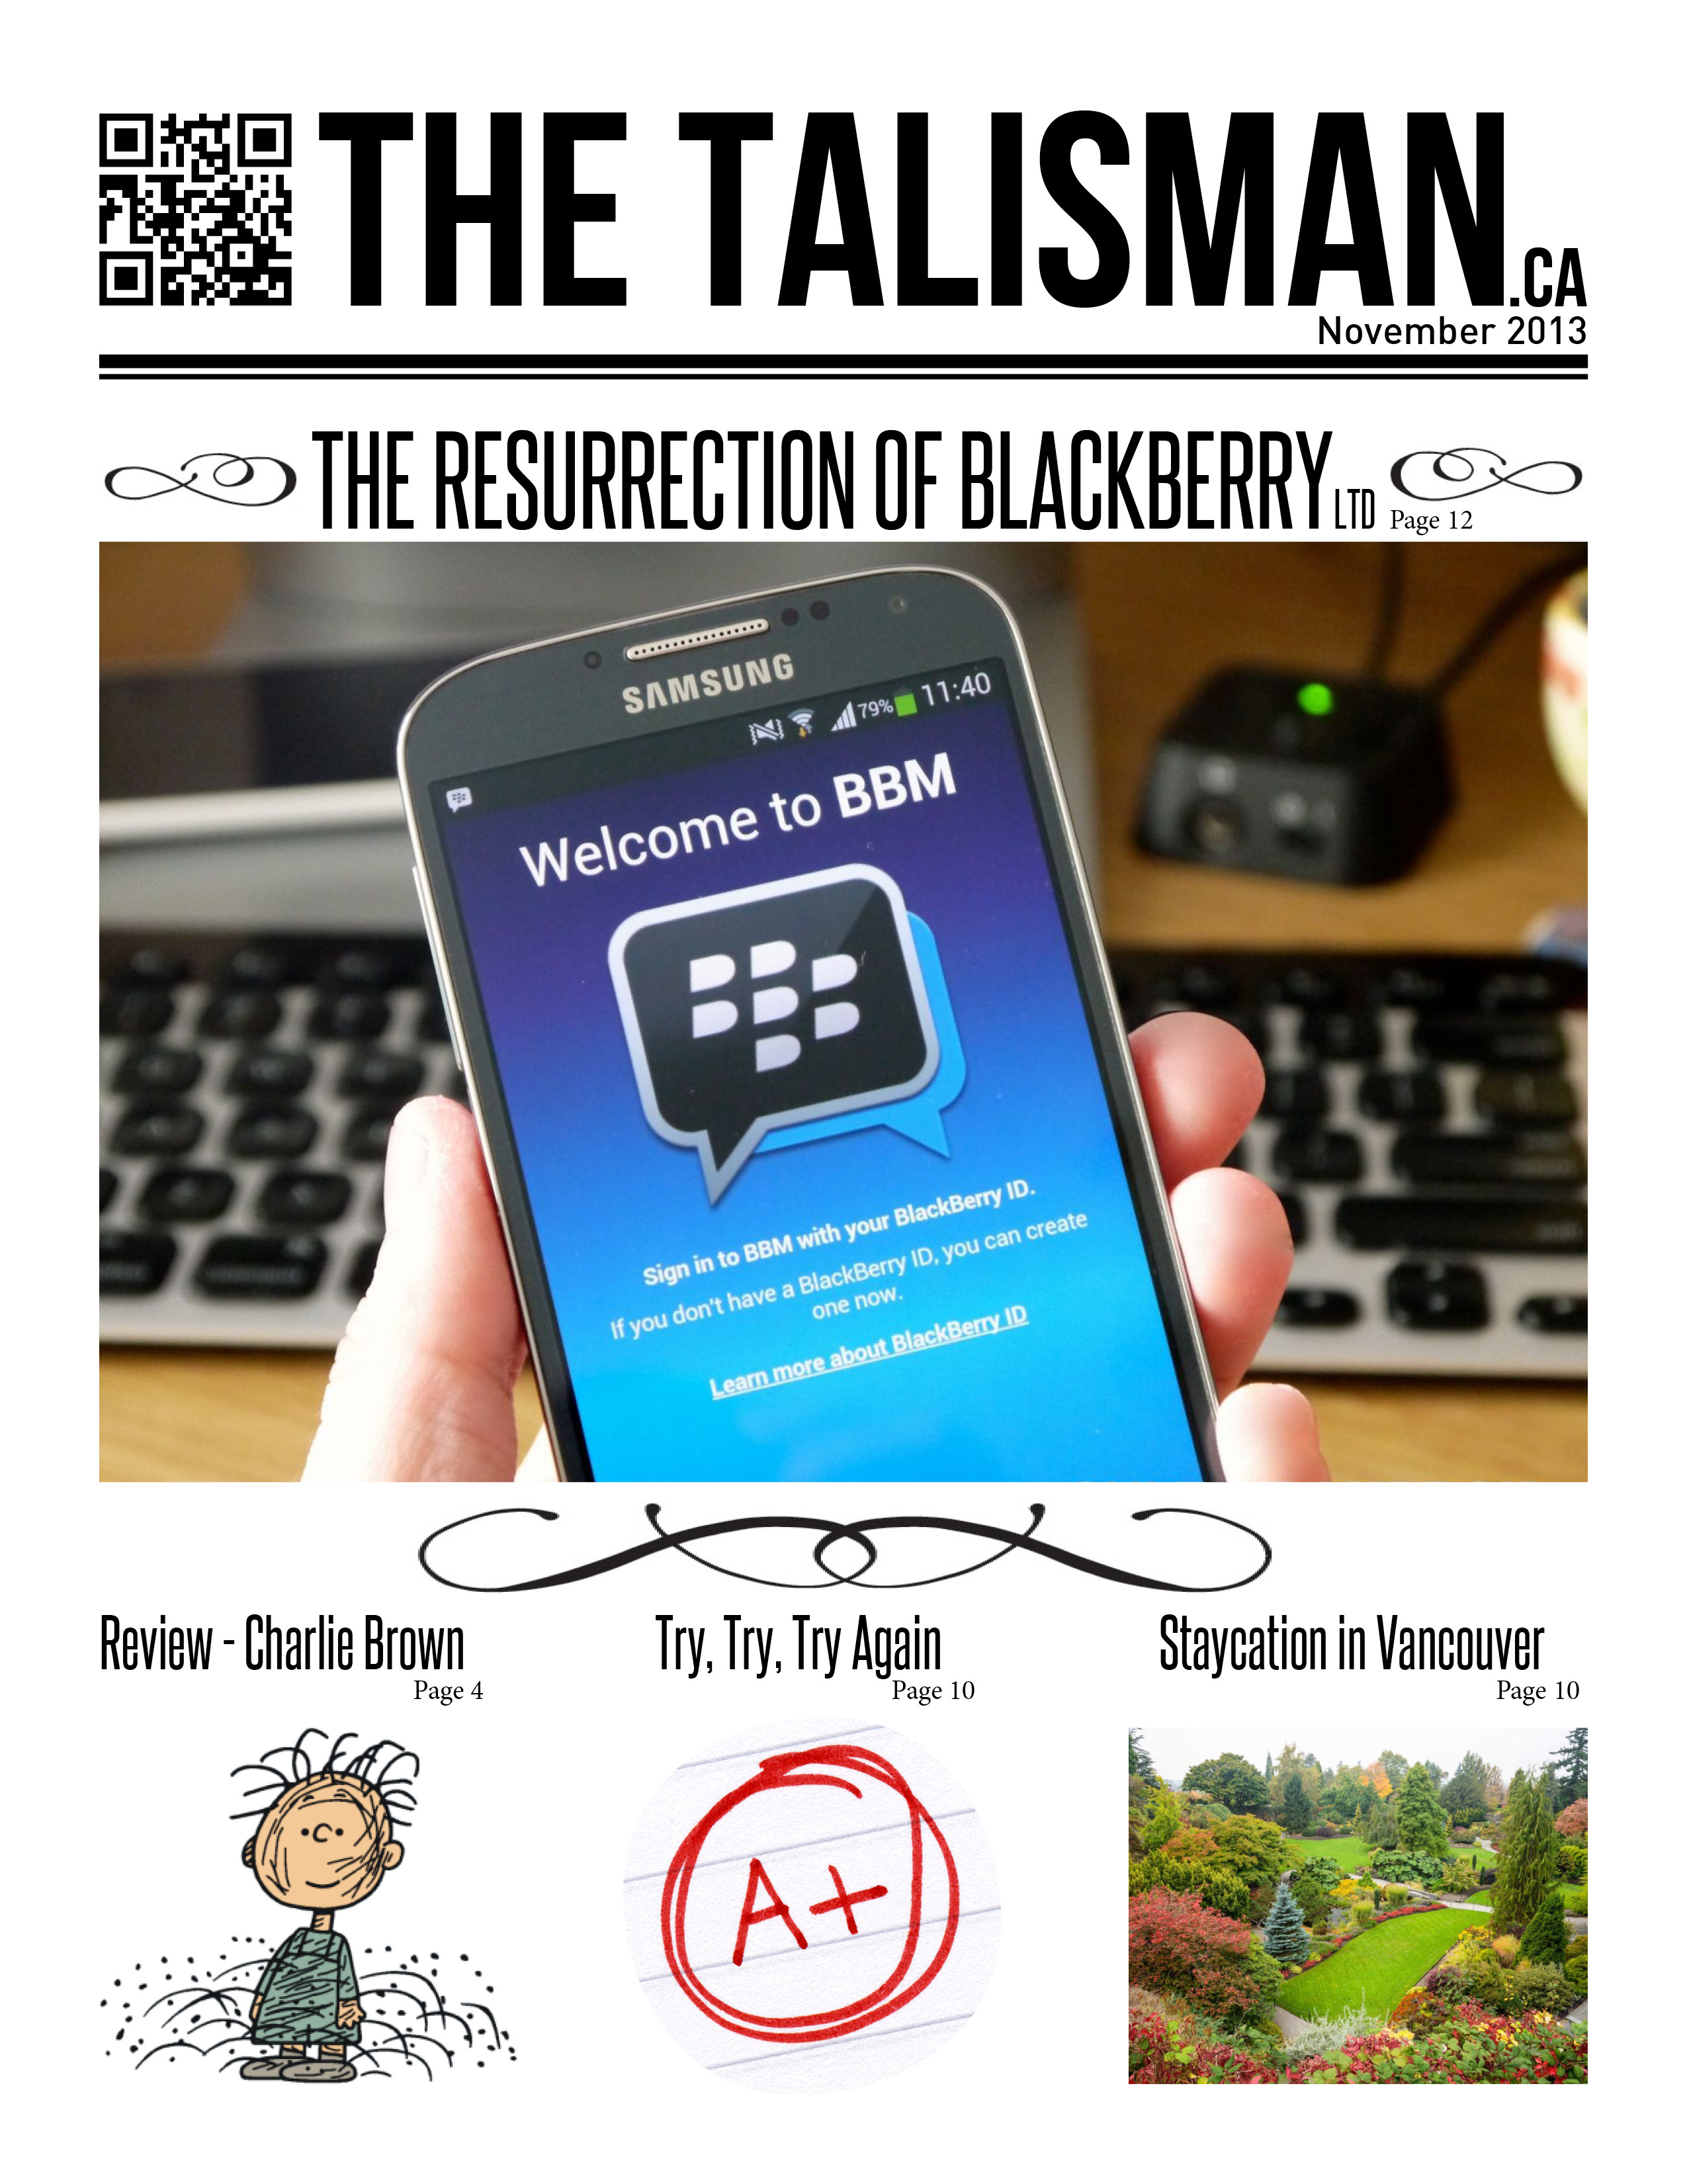 THE TALISMAN.CA
November 2013
THE RESURRECTION OF BLACKBERRY LTD
Page 12
SAMSUNG
79% 11:40
Welcome to BBM
Sign in to BBM with your BlackBerry ID.
If you don't have a BlackBerry ID, you can create
one now.
Learn more about BlackBerry ID
Review - Charlie Brown
Page 4
Try, Try, Try Again
Page 10
Staycation in Vancouver
Page 10
A+